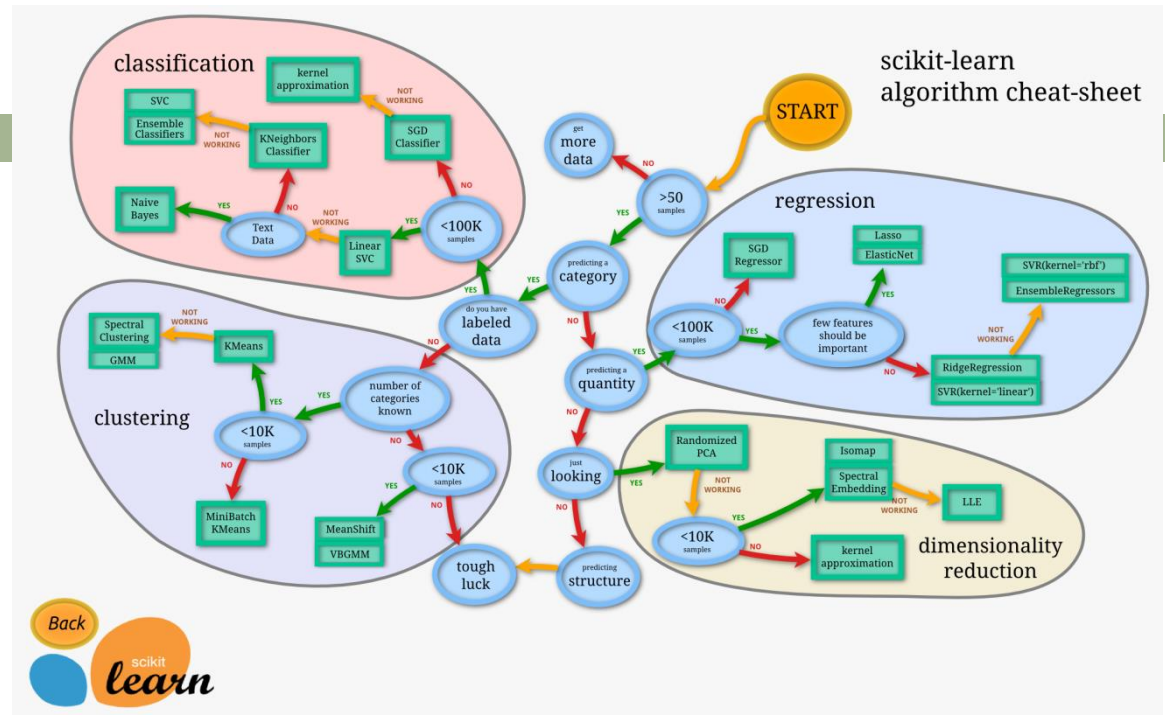 scikit-learn
algorithm cheat-sheet
START
get
more
data
NO
>50
samples
YES
predicting a
category
YES
NO
do you have
labeled
data
YES
NO
predicting a
quantity
YES
NO
just
looking
YES
NO
predicting
structure
tough
luck
classification
kernel
approximation
NOT
WORKING
SGD
Classifier
NO
<100K
samples
YES
Linear
SVC
NOT
WORKING
Text
Data
YES
Naive
Bayes
NO
KNeighbors
Classifier
NOT
WORKING
SVC
Ensemble
Classifiers
clustering
number of
categories
known
YES
NO
<10K
samples
YES
NO
KMeans
NOT
WORKING
Spectral
Clustering
GMM
MiniBatch
KMeans
<10K
samples
YES
NO
MeanShift
VBGMM
regression
<100K
samples
NO
SGD
Regressor
YES
few features
should be
important
YES
Lasso
ElasticNet
NO
RidgeRegression
SVR(kernel='linear')
NOT
WORKING
SVR(kernel='rbf')
EnsembleRegressors
dimensionality
reduction
Randomized
PCA
NOT
WORKING
<10K
samples
YES
NO
Isomap
Spectral
Embedding
NOT
WORKING
LLE
kernel
approximation
Back
scikit
learn